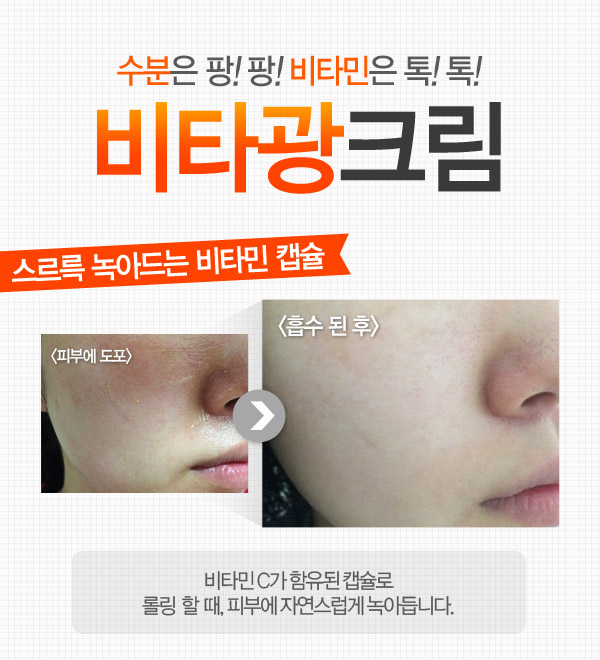 수분은 팡! 팡! 비타민은 톡! 톡!
비타광크림
스르륵 녹아드는 비타민 캡슐
<피부에 도포>
<흡수 된 후>
비타민 C가 함유된 캡슐로
롤링 할 때, 피부에 자연스럽게 녹아듭니다.